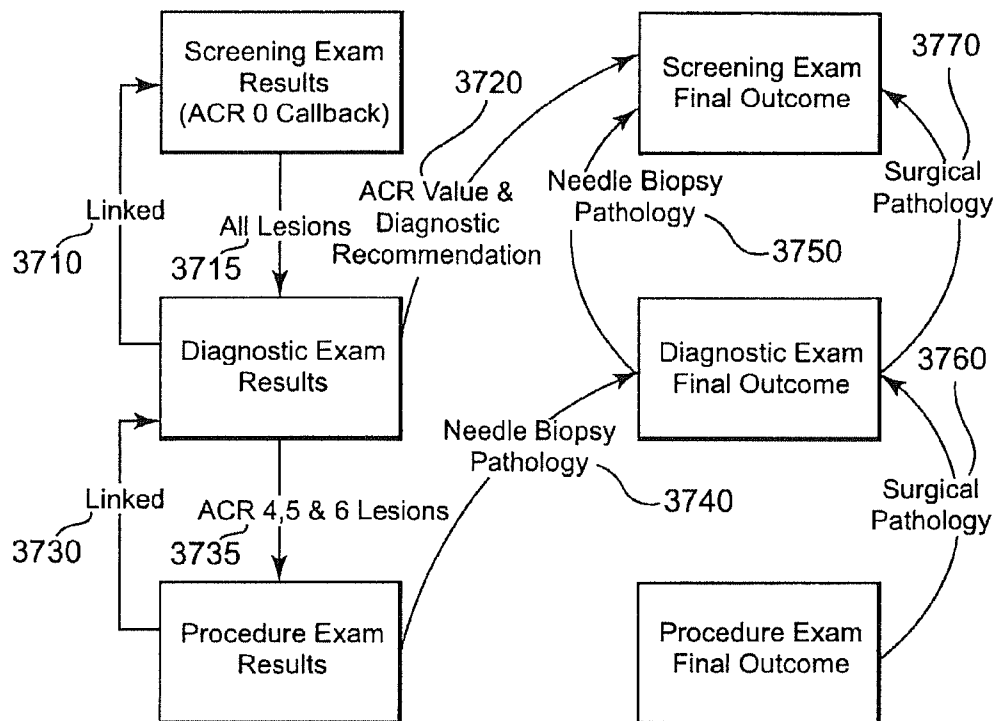 Screening Exam
Results
(ACR 0 Callback)
3720
Screening Exam
Final Outcome
3770
Linked
3710
All Lesions
3715
ACR Value &
Diagnostic
Recommendation
Needle Biopsy
Pathology
3750
Surgical
Pathology
Diagnostic Exam
Results
Diagnostic Exam
Final Outcome
3760
Linked
3730
ACR 4,5 & 6 Lesions
3735
Needle Biopsy
Pathology
3740
Surgical
Pathology
Procedure Exam
Results
Procedure Exam
Final Outcome